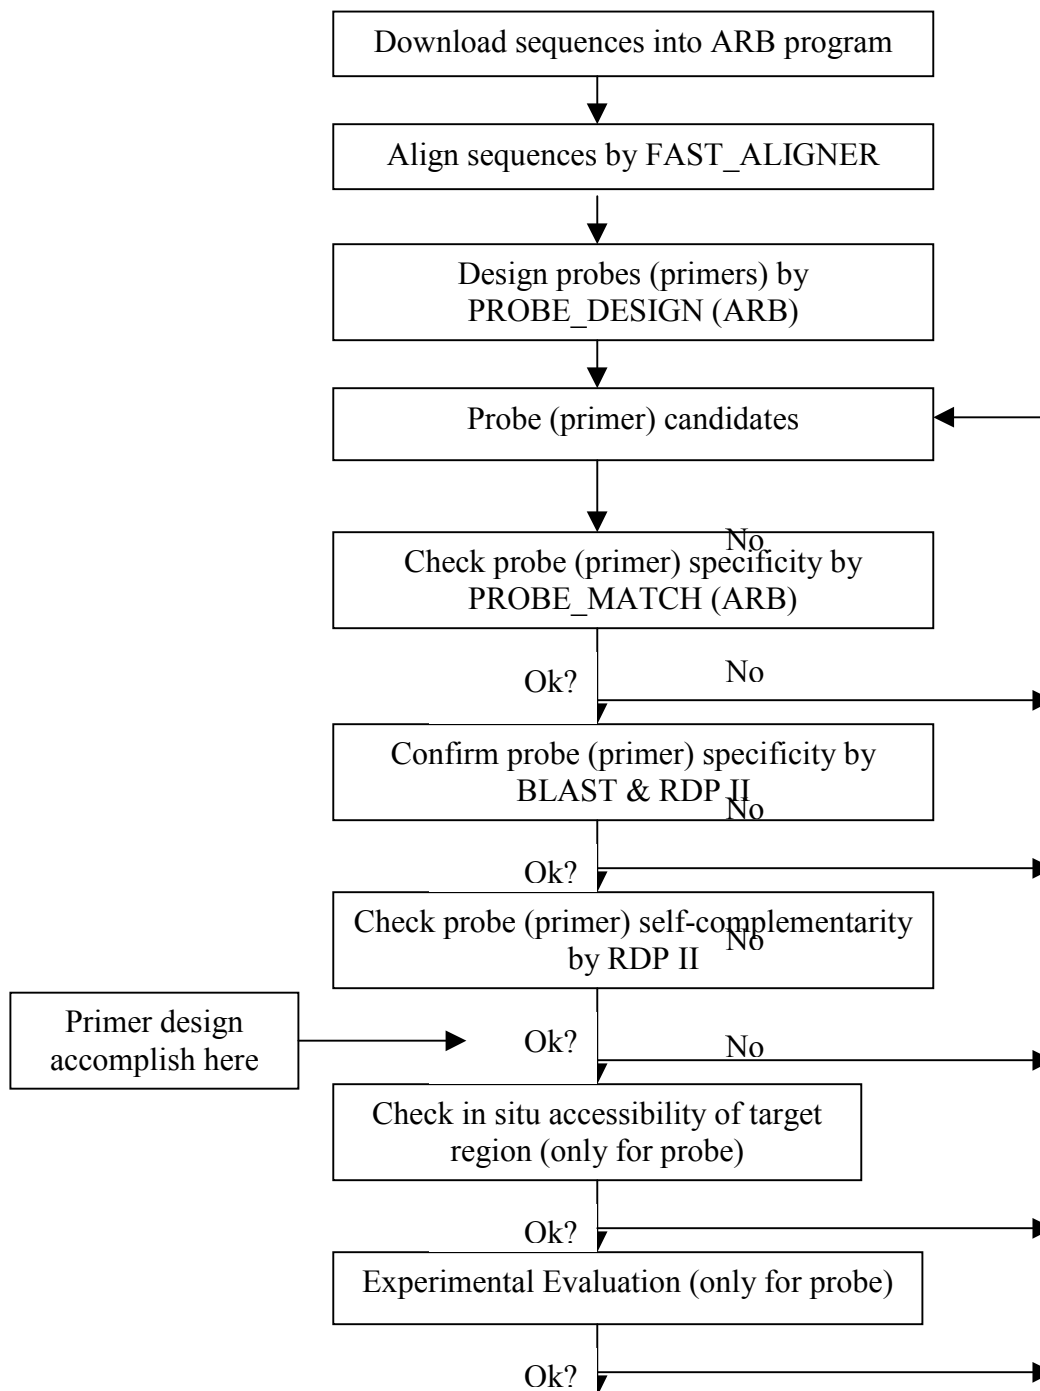 Download sequences into ARB program
Align sequences by FAST_ALIGNER
Design probes (primers) by
PROBE_DESIGN (ARB)
Probe (primer) candidates
No
Check probe (primer) specificity by
PROBE_MATCH (ARB)
Ok?
No
Confirm probe (primer) specificity by
BLAST & RDP II
No
Ok?
Check probe (primer) self-complementarity
No
by RDP II
Primer design
accomplish here
Ok?
No
Check in situ accessibility of target
region (only for probe)
Ok?
Experimental Evaluation (only for probe)
Ok?